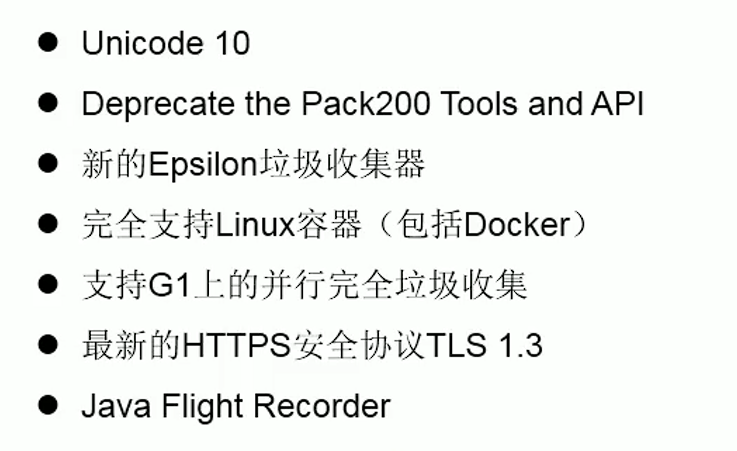 ● Unicode 10
● Deprecate the Pack200 Tools and API
● 新的Epsilon垃圾收集器
● 完全支持Linux容器（包括Docker）
● 支持G1上的并行完全垃圾收集
● 最新的HTTPS安全协议TLS 1.3
● Java Flight Recorder